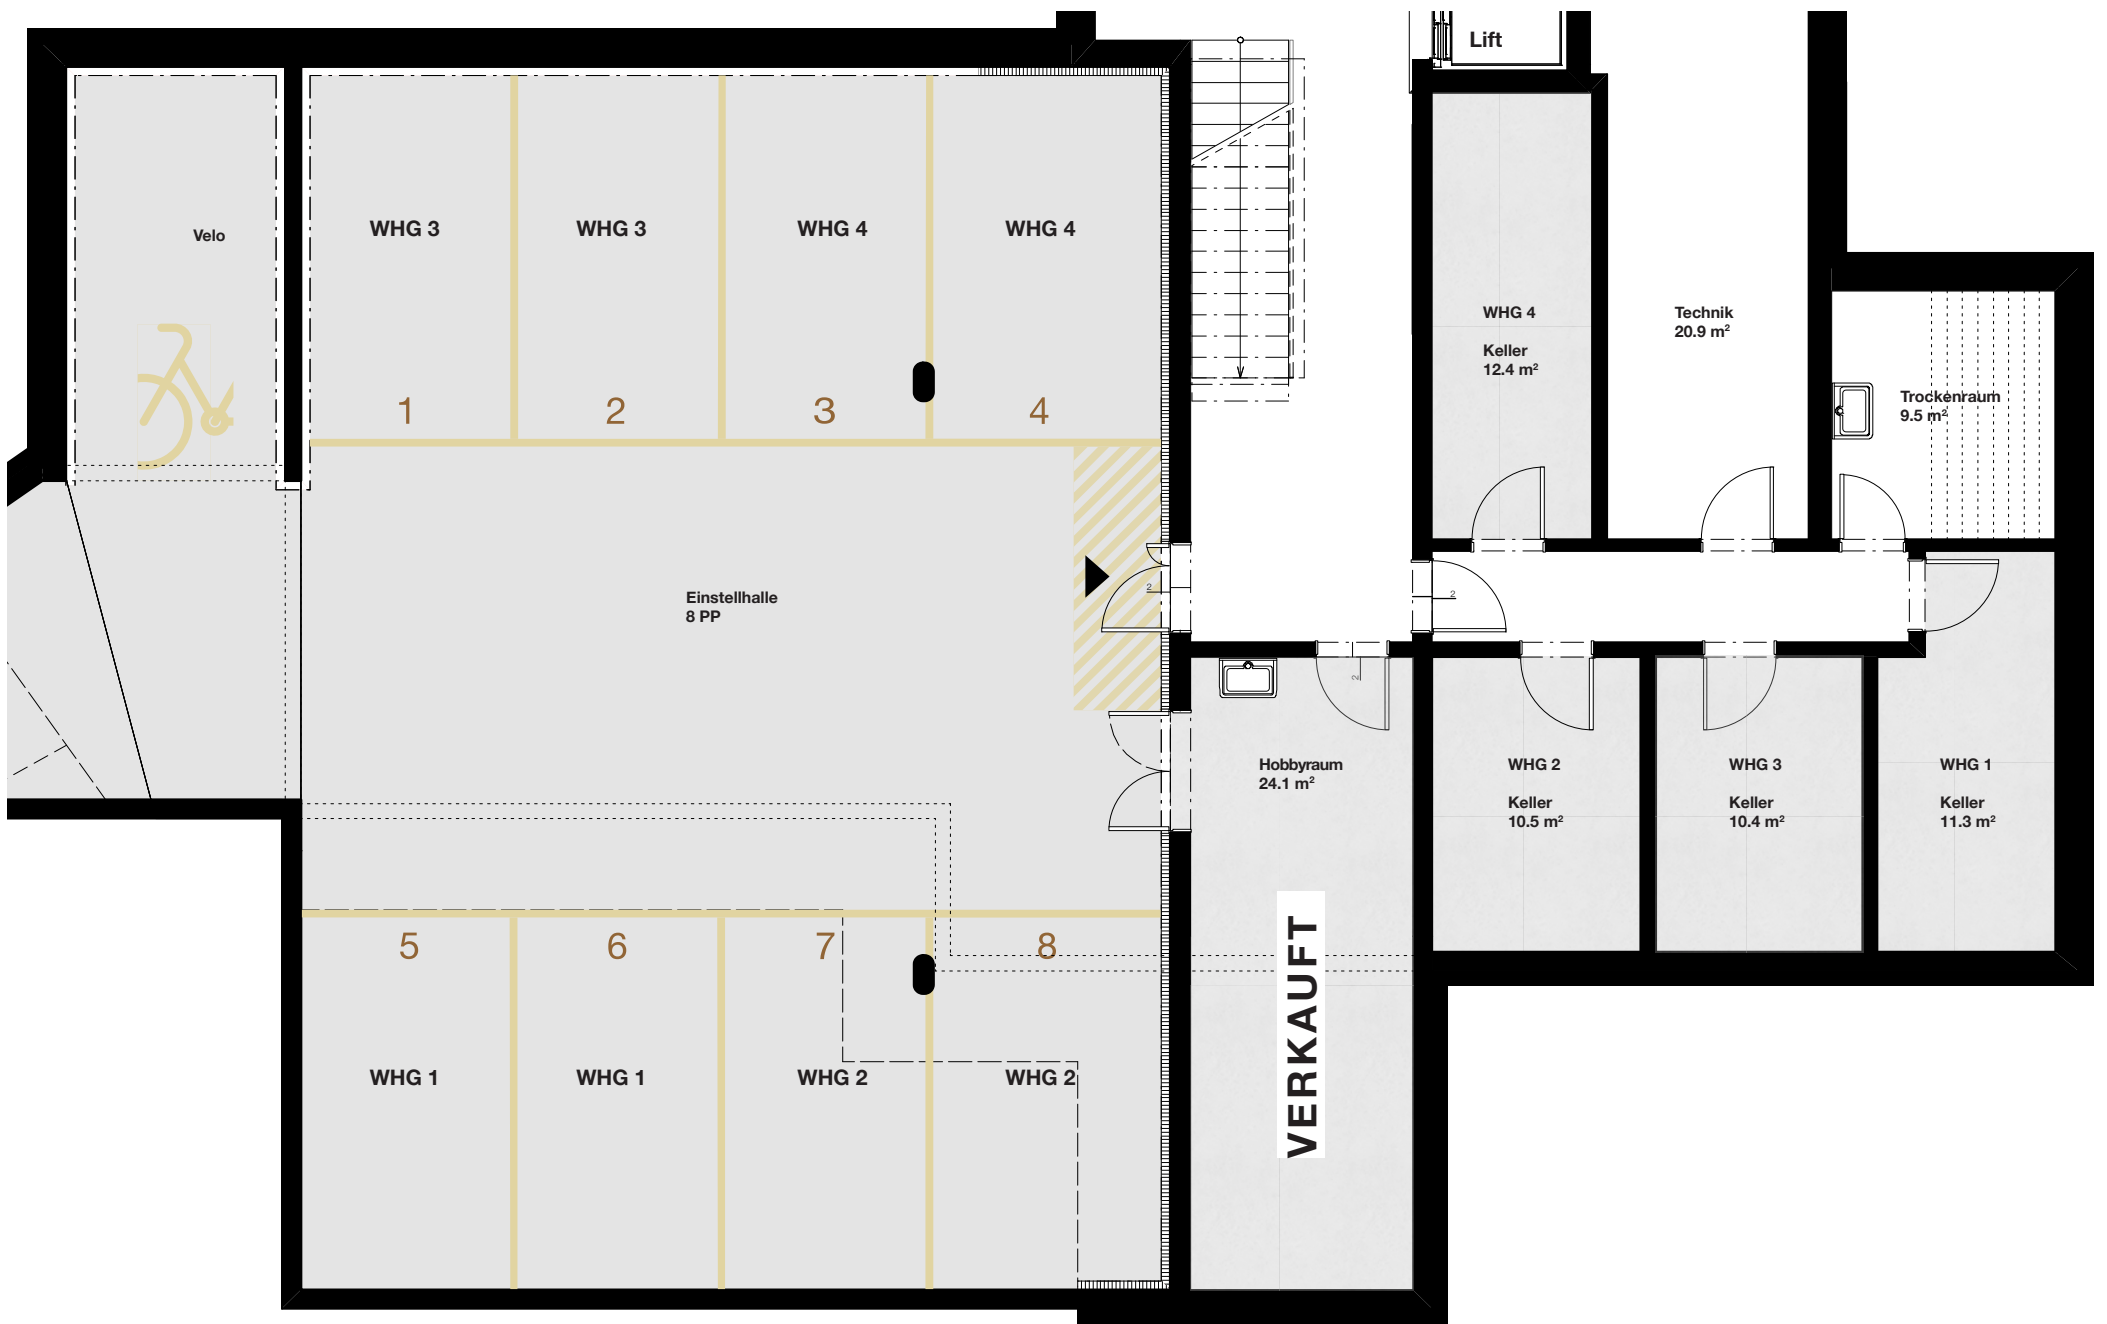 Lift
Velo
WHG 3
WHG 3
WHG 4
WHG 4
1
2
3
4
WHG 4
Keller
12.4 m²
Technik
20.9 m²
Trockenraum
9.5 m²
Einstellhalle
8 PP
2
2
2
Hobbyraum
24.1 m²
VERKAUFT
WHG 2
Keller
10.5 m²
WHG 3
Keller
10.4 m²
WHG 1
Keller
11.3 m²
5
6
7
8
WHG 1
WHG 1
WHG 2
WHG 2